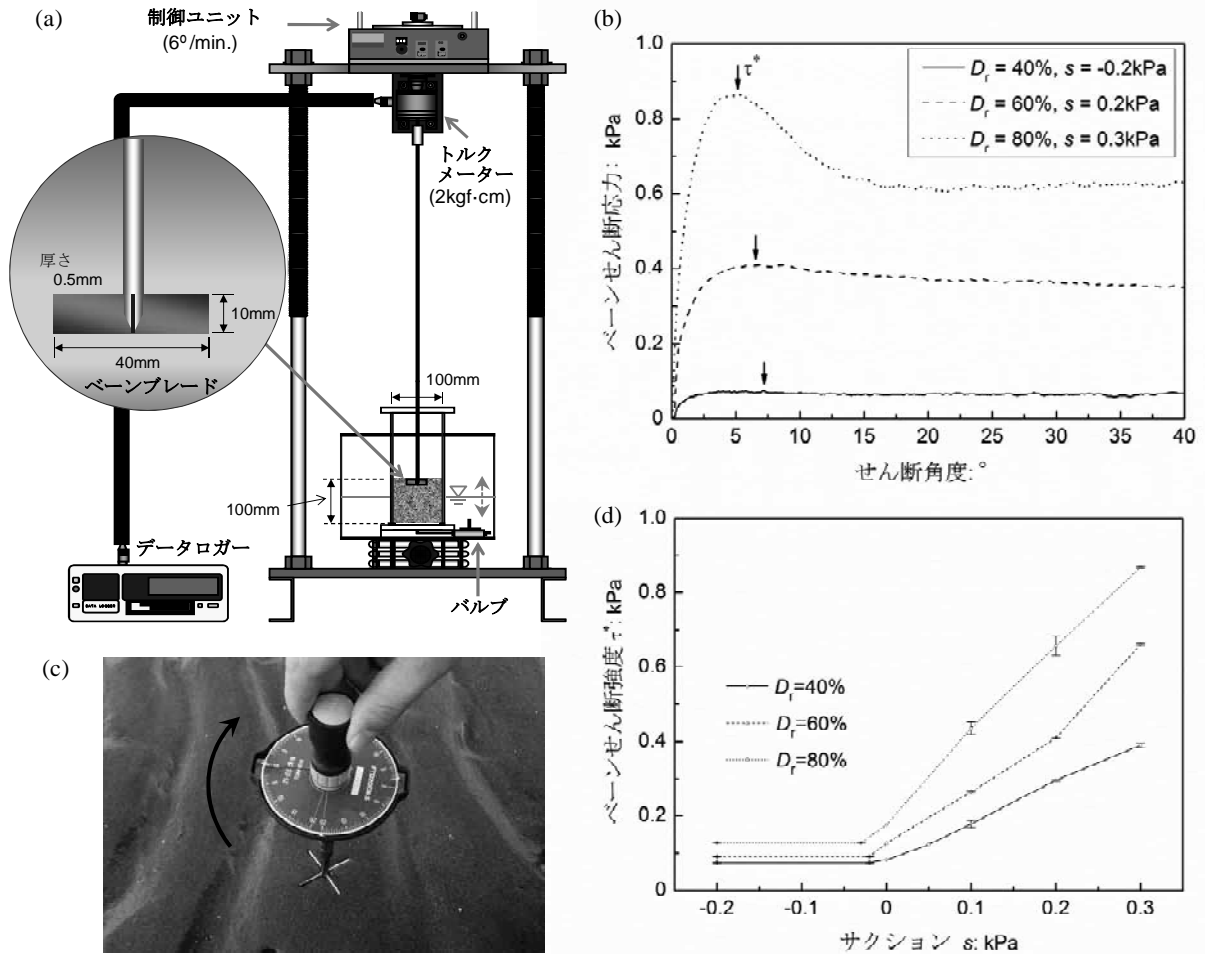 (a)
制御ユニット
(6º/min.)
トルク
メーター
(2kgf·cm)
厚さ
0.5mm
10mm
40mm
ベーンブレード
100mm
100mm
データロガー
DATA LOGGER
バルブ
(b)
ベーンせん断応力: kPa
1.0
0.8
0.6
0.4
0.2
0
τ*
Dr = 40%, s = -0.2kPa
Dr = 60%, s = 0.2kPa
Dr = 80%, s = 0.3kPa
0 5 10 15 20 25 30 35 40
せん断角度: °
(c)
(d)
ベーンせん断強度 τ*: kPa
1.0
0.8
0.6
0.4
0.2
0
Dr=40%
Dr=60%
Dr=80%
-0.2 -0.1 0 0.1 0.2 0.3
サクション s: kPa